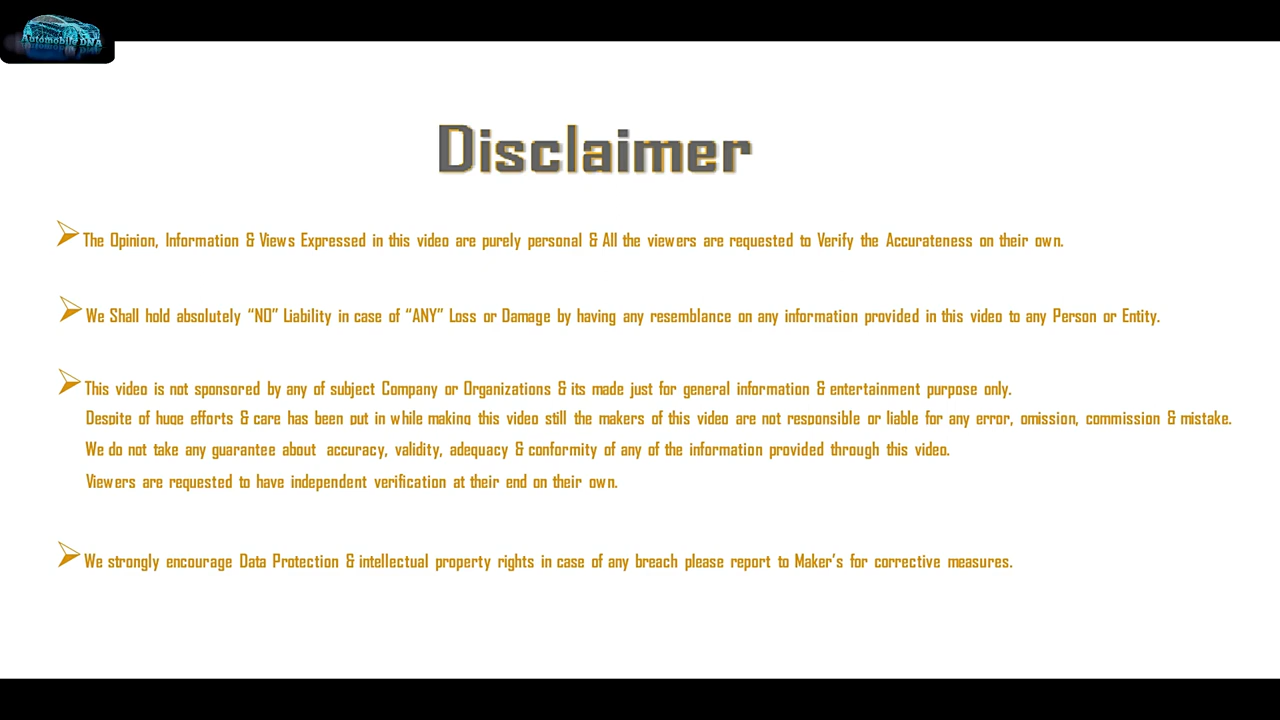 Automobile DNA
Disclaimer
The Opinion, Information & Views Expressed in this video are purely personal & All the viewers are requested to Verify the Accurateness on their own.
We Shall hold absolutely “NO” Liability in case of “ANY” Loss or Damage by having any resemblance on any information provided in this video to any Person or Entity.
This video is not sponsored by any of subject Company or Organizations & its made just for general information & entertainment purpose only.
Despite of huge efforts & care has been put in while making this video still the makers of this video are not responsible or liable for any error, omission, commission & mistake.
We do not take any guarantee about accuracy, validity, adequacy & conformity of any of the information provided through this video.
Viewers are requested to have independent verification at their end on their own.
We strongly encourage Data Protection & intellectual property rights in case of any breach please report to Maker’s for corrective measures.